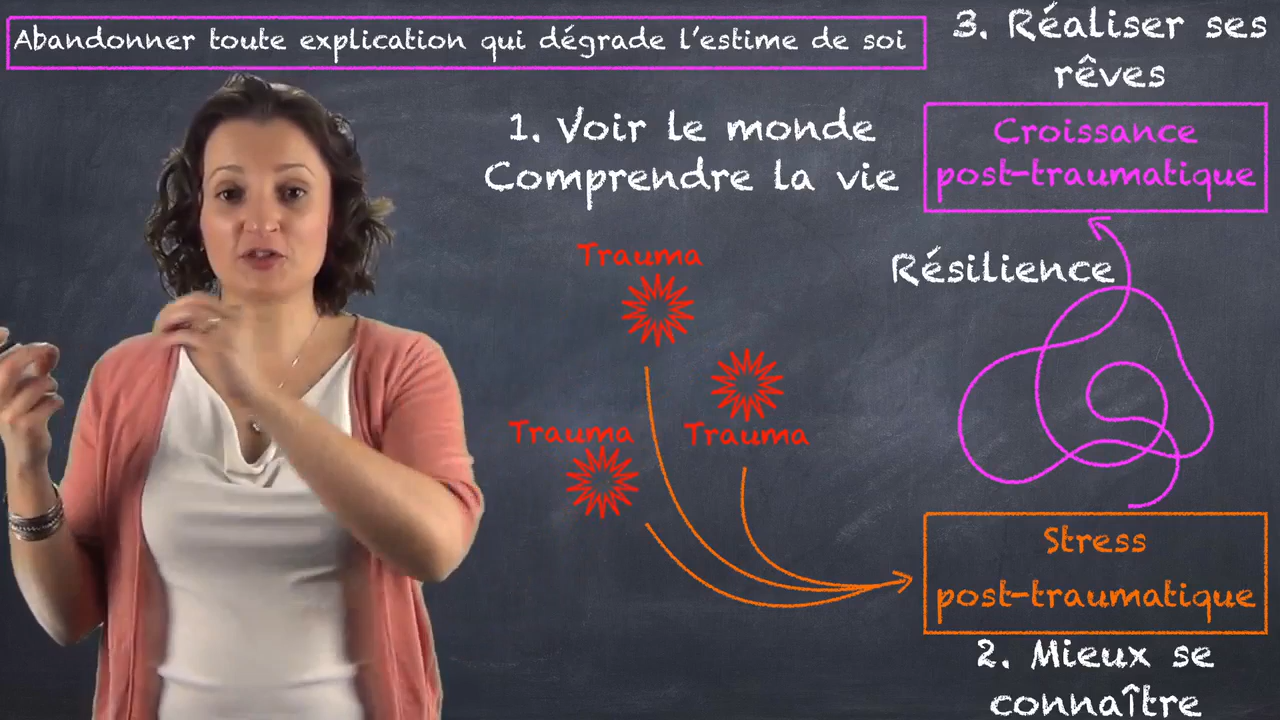 Abandonner toute explication qui dégrade l'estime de soi
3. Réaliser ses
rêves
1. Voir le monde
Comprendre la vie
Croissance
post-traumatique
Trauma
Résilience
Trauma
Trauma
Stress
post-traumatique
2. Mieux se
connaître